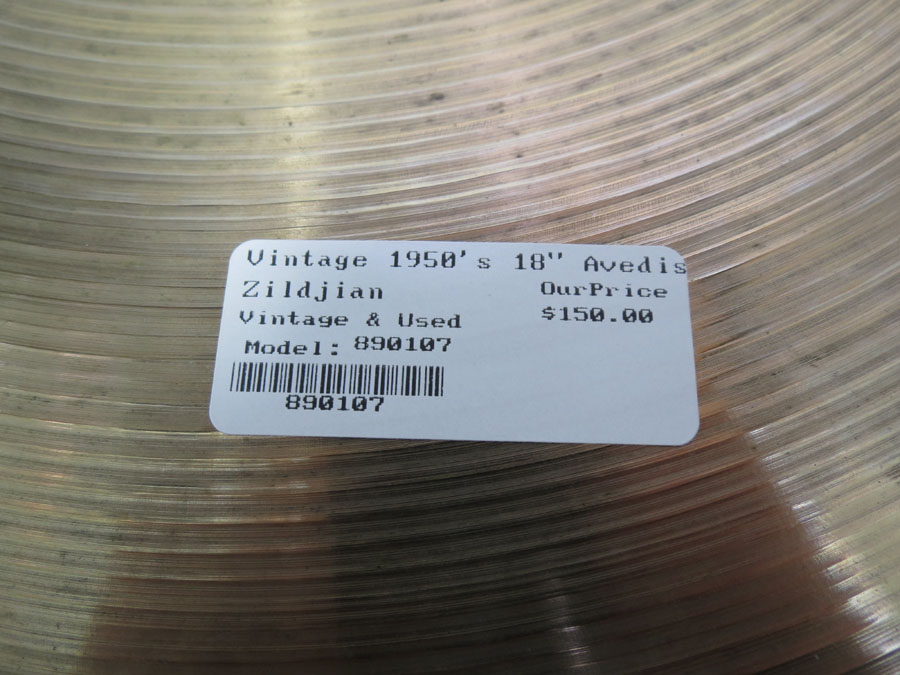 Vintage 1950's 18" Avedis
Zildjian
OurPrice
Vintage & Used
$150.00
Model: 890107
890107